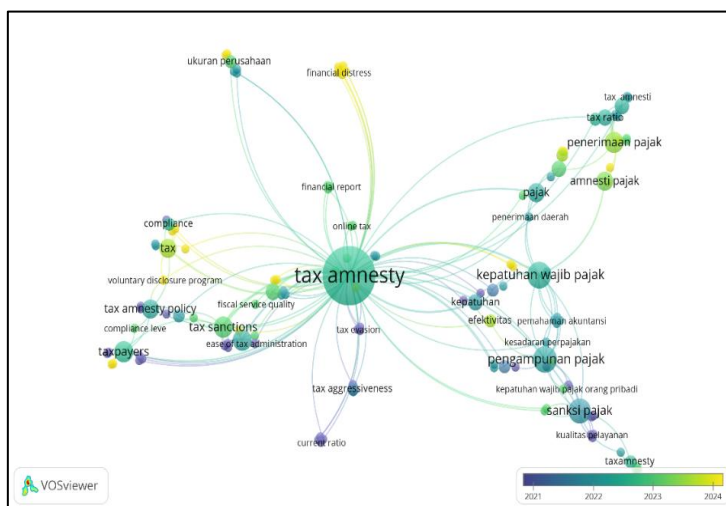 ukuran perusahaan
financial distress
tax amnesti
tax ratio
penerimaan pajak
financial report
amnesti pajak
pajak
compliance
online tax
penerimaan daerah
tax
tax amnesty
kepatuhan wajib pajak
voluntary disclosure program
tax amnesty policy
fiscal service quality
kepatuhan
efektivitas
pemahaman akuntansi
compliance leve
tax sanctions
tax evasion
kesadaran perpajakan
taxpayers
ease of tax administration
pengampunan pajak
tax aggressiveness
kepatuhan wajib pajak orang pribadi
sanksi pajak
current ratio
kualitas pelayanan
taxamnesty
VOSviewer
2021 2022 2023 2024